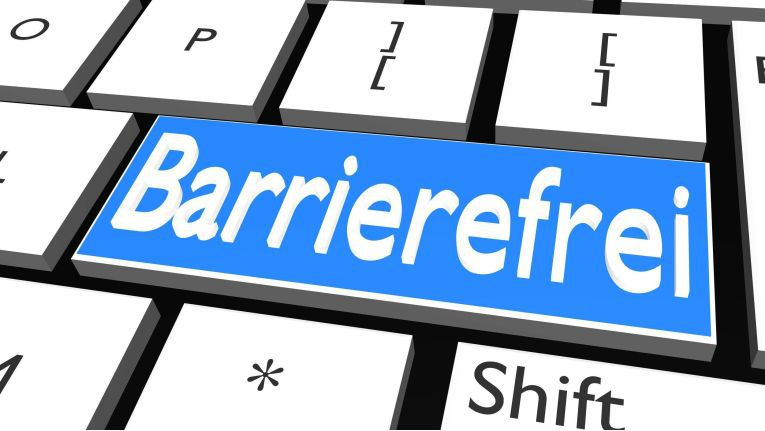 O P ] [
[ ]
Barrierefrei
* Shift